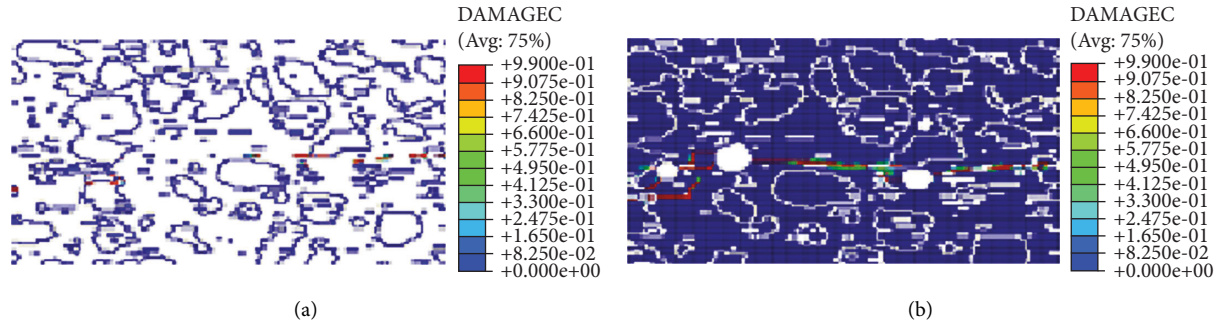 DAMAGEC
(Avg: 75%)
+9.900e-01
+9.075e-01
+8.250e-01
+7.425e-01
+6.600e-01
+5.775e-01
+4.950e-01
+4.125e-01
+3.300e-01
+2.475e-01
+1.650e-01
+8.250e-02
+0.000e+00
(a)
DAMAGEC
(Avg: 75%)
+9.900e-01
+9.075e-01
+8.250e-01
+7.425e-01
+6.600e-01
+5.775e-01
+4.950e-01
+4.125e-01
+3.300e-01
+2.475e-01
+1.650e-01
+8.250e-02
+0.000e+00
(b)